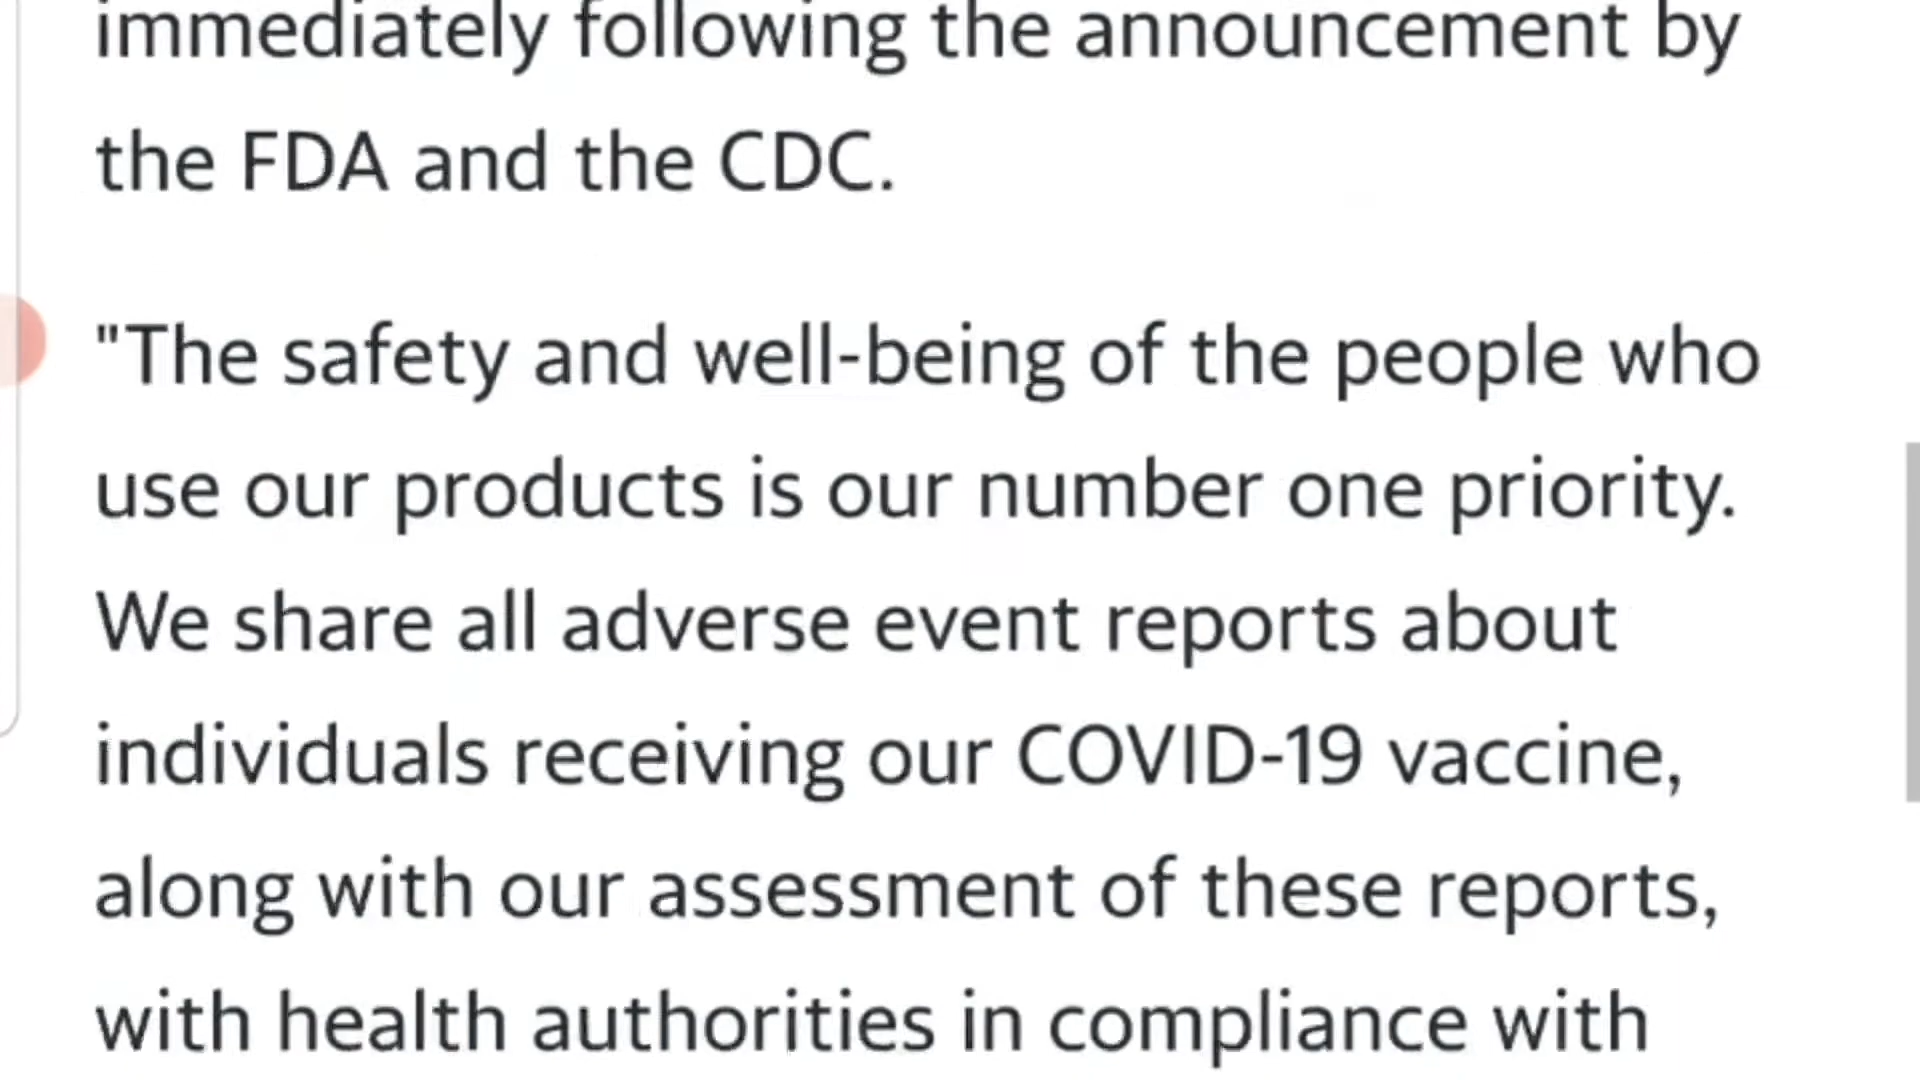 immediately following the announcement by
the FDA and the CDC.
"The safety and well-being of the people who
use our products is our number one priority.
We share all adverse event reports about
individuals receiving our COVID-19 vaccine,
along with our assessment of these reports,
with health authorities in compliance with